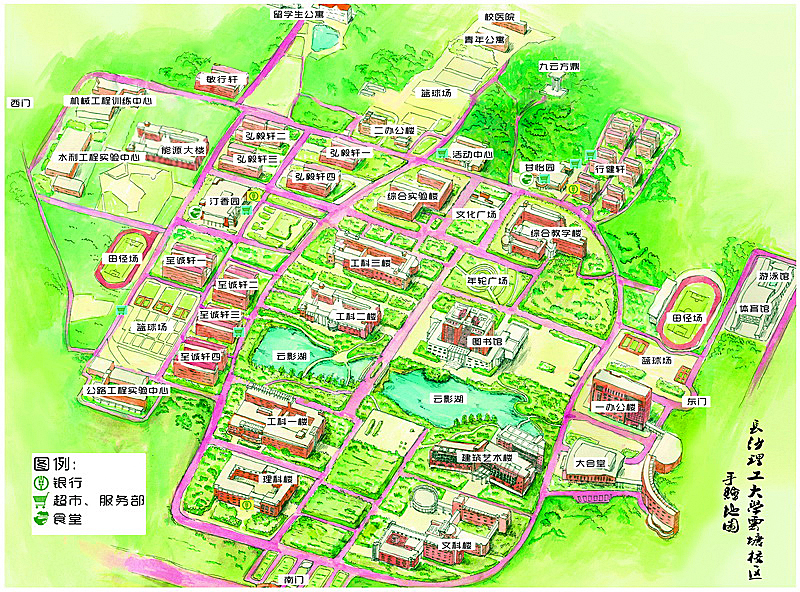 留学生公寓
校医院
青年公寓
九云方鼎
敏行轩
西门
机械工程训练中心
篮球场
二办公楼
弘毅轩二
能源大楼
弘毅轩一
活动中心
水利工程实验中心
弘毅轩三
甘怡园
行健轩
弘毅轩四
汀香园
综合实验楼
文化广场
综合教学楼
田径场
至诚轩一
工科三楼
年轮广场
游泳馆
至诚轩二
体育馆
至诚轩三
工科二楼
田径场
篮球场
图书馆
至诚轩四
云影湖
篮球场
公路工程实验中心
云影湖
东门
一办公楼
工科一楼
建筑艺术楼
大会堂
理科楼
文科楼
南门
图例：
银行
超市、服务部
食堂
长沙理工大学云塘校区
手绘地图